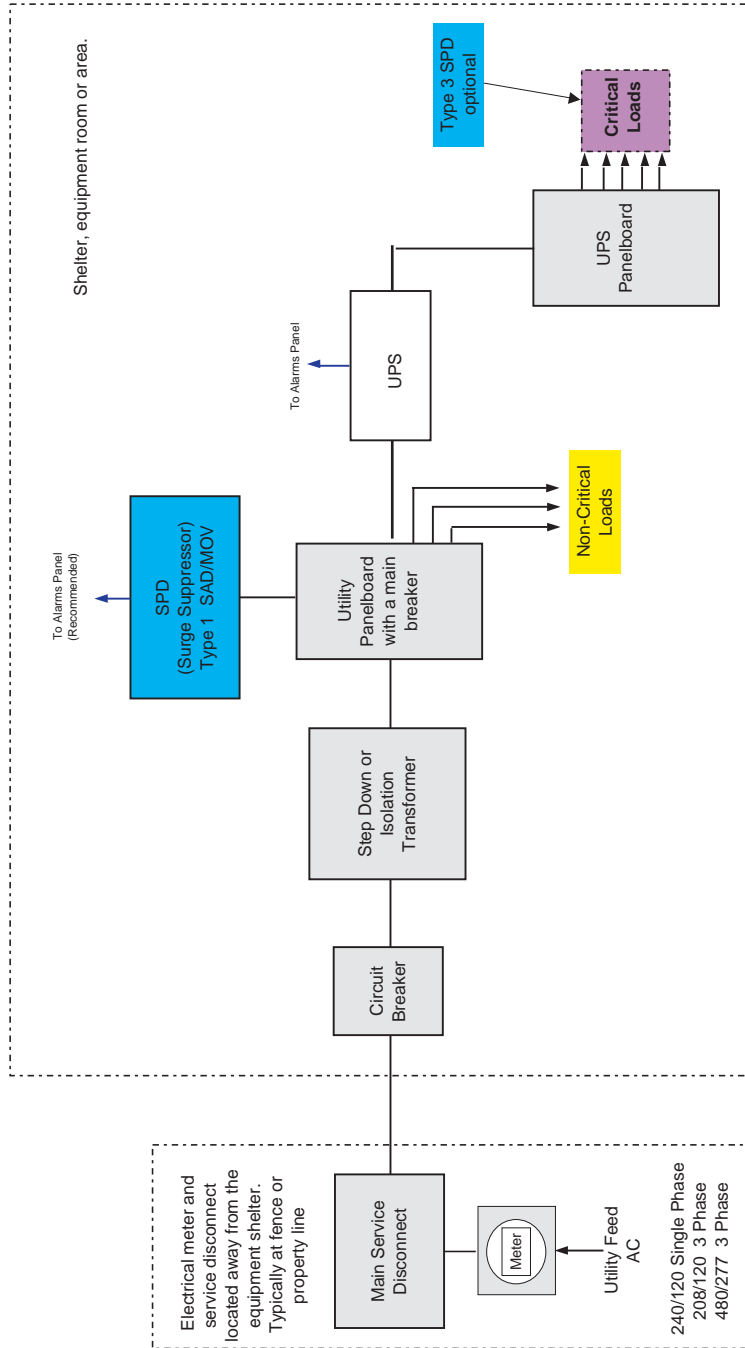 Electrical meter and
service disconnect
located away from the
equipment shelter.
Typically at fence or
property line
Main Service
Disconnect
Meter
Utility Feed
AC
240/120 Single Phase
208/120 3 Phase
480/277 3 Phase
Shelter, equipment room or area.
Circuit
Breaker
Step Down or
Isolation
Transformer
To Alarms Panel
(Recommended)
SPD
(Surge Suppressor)
Type 1 SAD/MOV
Utility
Panelboard
with a main
breaker
Non-Critical
Loads
To Alarms Panel
UPS
UPS
Panelboard
Type 3 SPD
optional
Critical
Loads